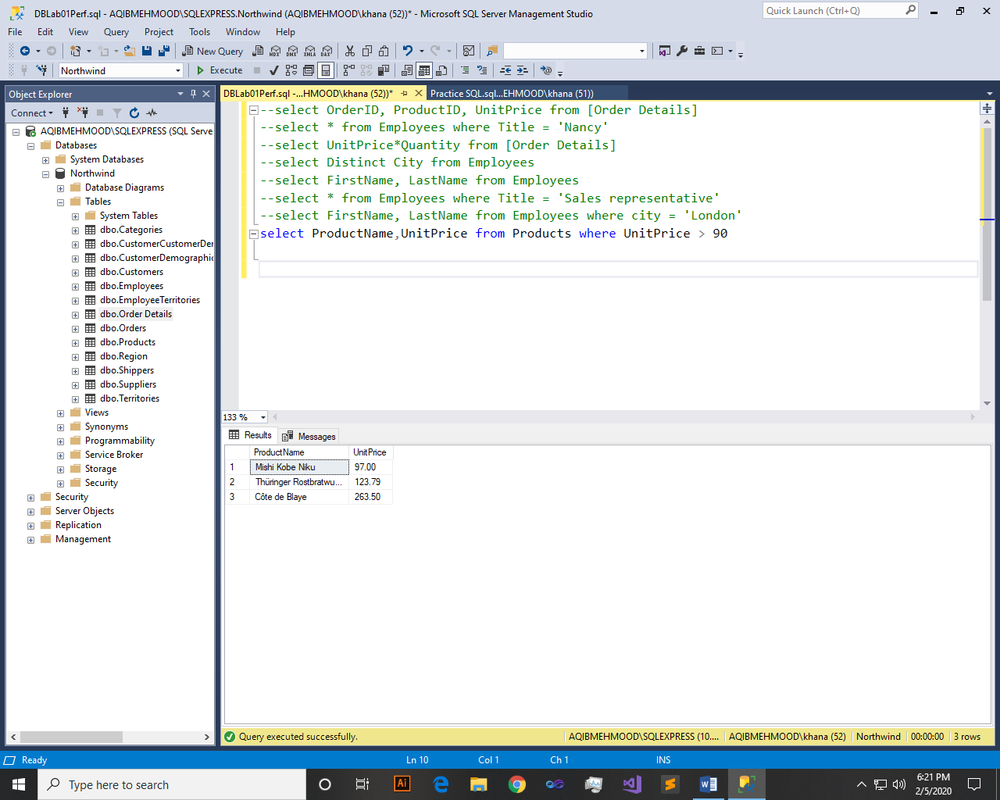 DBLab01Perf.sql - AQIBMEHMOOD\SQLEXPRESS.Northwind (AQIBMEHMOOD\khana (52))* - Microsoft SQL Server Management Studio
Quick Launch (Ctrl+Q)
File Edit View Query Project Tools Window Help
New Query MDX DMX XMLA DAX
Northwind Execute
Object Explorer
Connect
AQIBMEHMOOD\SQLEXPRESS (SQL Serve
Databases
System Databases
Northwind
Database Diagrams
Tables
System Tables
dbo.Categories
dbo.CustomerCustomerDer
dbo.CustomerDemographic
dbo.Customers
dbo.Employees
dbo.EmployeeTerritories
dbo.Order Details
dbo.Orders
dbo.Products
dbo.Region
dbo.Shippers
dbo.Suppliers
dbo.Territories
Views
Synonyms
Programmability
Service Broker
Storage
Security
Security
Server Objects
Replication
Management
DBLab01Perf.sql -...HMOOD\khana (52))* Practice SQL.sql...EHMOOD\khana (51))
--select OrderID, ProductID, UnitPrice from [Order Details]
--select * from Employees where Title = 'Nancy'
--select UnitPrice*Quantity from [Order Details]
--select Distinct City from Employees
--select FirstName, LastName from Employees
--select * from Employees where Title = 'Sales representative'
--select FirstName, LastName from Employees where city = 'London'
select ProductName,UnitPrice from Products where UnitPrice > 90
133 %
Results Messages
ProductName UnitPrice
1 Mishi Kobe Niku 97.00
2 Thüringer Rostbratwu... 123.79
3 Côte de Blaye 263.50
Query executed successfully. AQIBMEHMOOD\SQLEXPRESS (10.... AQIBMEHMOOD\khana (52) Northwind 00:00:00 3 rows
Ready Ln 10 Col 1 Ch 1 INS
Type here to search
Ai
6:21 PM
2/5/2020